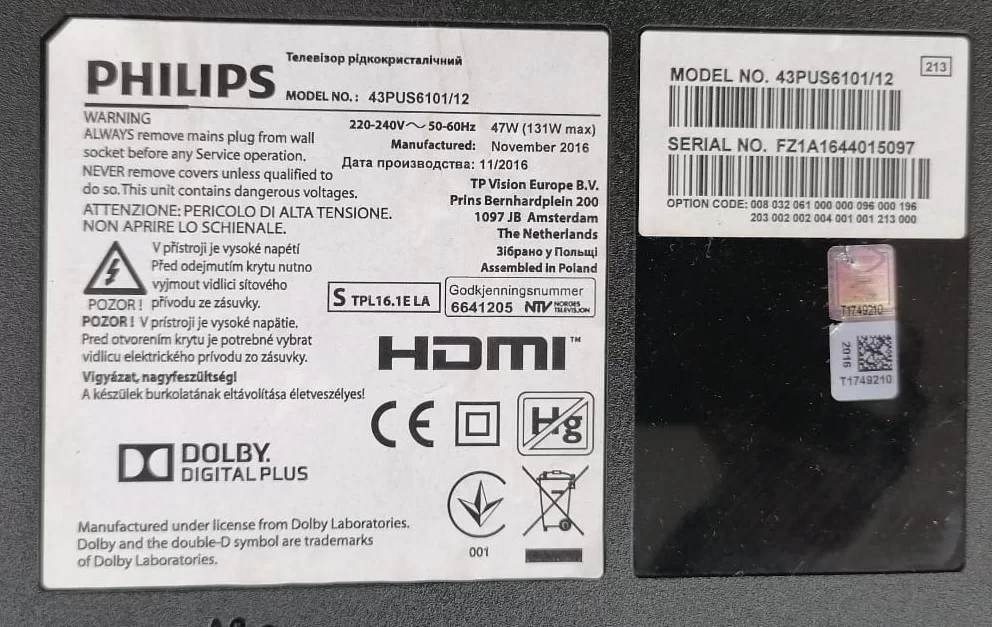 Телевізор рідкокристалічний
PHILIPS
MODEL NO.: 43PUS6101/12
WARNING
ALWAYS remove mains plug from wall
socket before any Service operation.
NEVER remove covers unless qualified to
do so. This unit contains dangerous voltages.
ATTENZIONE: PERICOLO DI ALTA TENSIONE.
NON APRIRE LO SCHIENALE.
V přístroji je vysoké napětí
Před odejmutím krytu nutno
vyjmout vidlici síťového
POZOR! přívodu ze zásuvky.
POZOR! V prístroji je vysoké napätie.
Pred otvorením krytu je potrebné vybrat
vidlicu elektrického prívodu zo zásuvky.
Vigyázat, nagyfeszültség!
A készülek burkolatának eltávolítása életveszélyes!
220-240V~ 50-60Hz 47W (131W max)
Manufactured: November 2016
Дата производства: 11/2016
TP Vision Europe B.V.
Prins Bernhardplein 200
1097 JB Amsterdam
The Netherlands
Зібрано у Польщі
Assembled in Poland
S TPL16.1E LA
Godkjenningsnummer
6641205 NTV NORGES TELEVISJON
HDMI™
CE
Hg
DOLBY.
DIGITAL PLUS
001
Manufactured under license from Dolby Laboratories.
Dolby and the double-D symbol are trademarks
of Dolby Laboratories.
213
MODEL NO. 43PUS6101/12
SERIAL NO. FZ1A1644015097
OPTION CODE: 008 032 061 000 000 096 000 196
203 002 002 004 001 001 213 000
T1749210
2016
T1749210